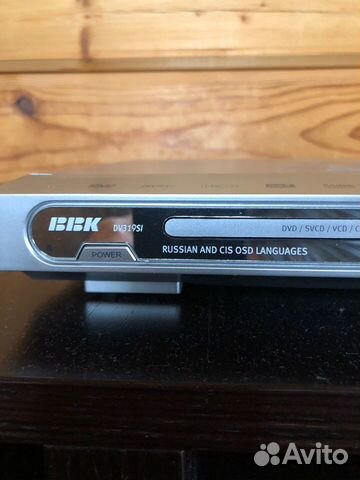 BBK DV319SI
DVD / SVCD / VCD / C
RUSSIAN AND CIS OSD LANGUAGES
POWER
Avito